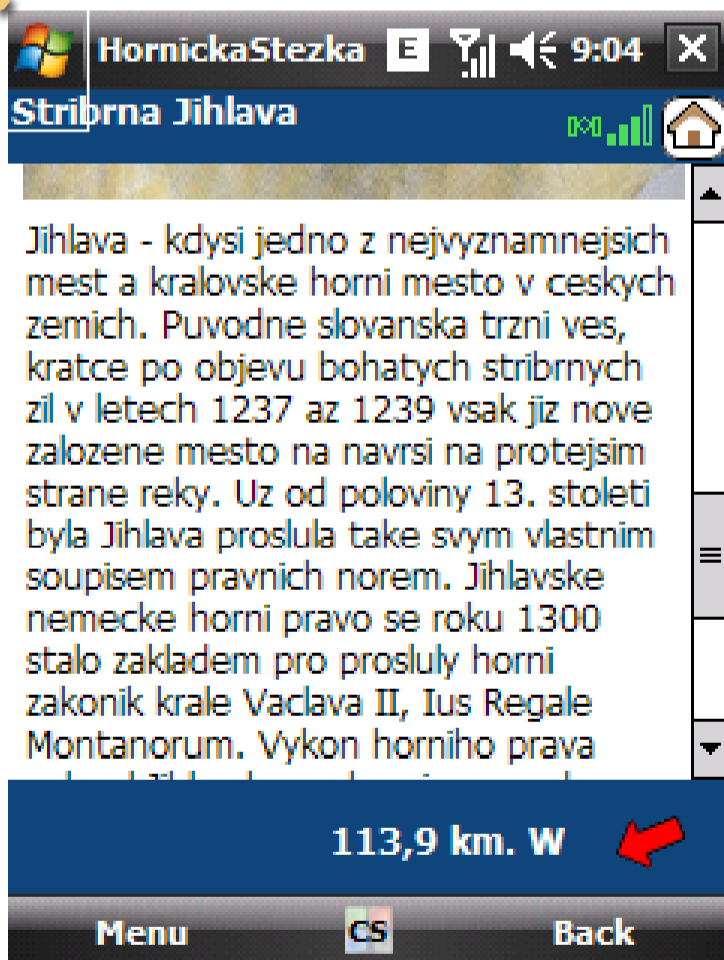 HornickaStezka E 9:04
Stribrna Jihlava
Jihlava - kdysi jedno z nejvyznamnejsich
mest a kralovske horni mesto v ceskych
zemich. Puvodne slovanska trzni ves,
kratce po objevu bohatych stribrnych
zil v letech 1237 az 1239 vsak jiz nove
zalozene mesto na navrsi na protejsim
strane reky. Uz od poloviny 13. stoleti
byla Jihlava proslula take svym vlastnim
soupisem pravnich norem. Jihlavske
nemecke horni pravo se roku 1300
stalo zakladem pro prosluly horni
zakonik krale Vaclava II, Ius Regale
Montanorum. Vykon horniho prava
113,9 km. W
Menu CS Back